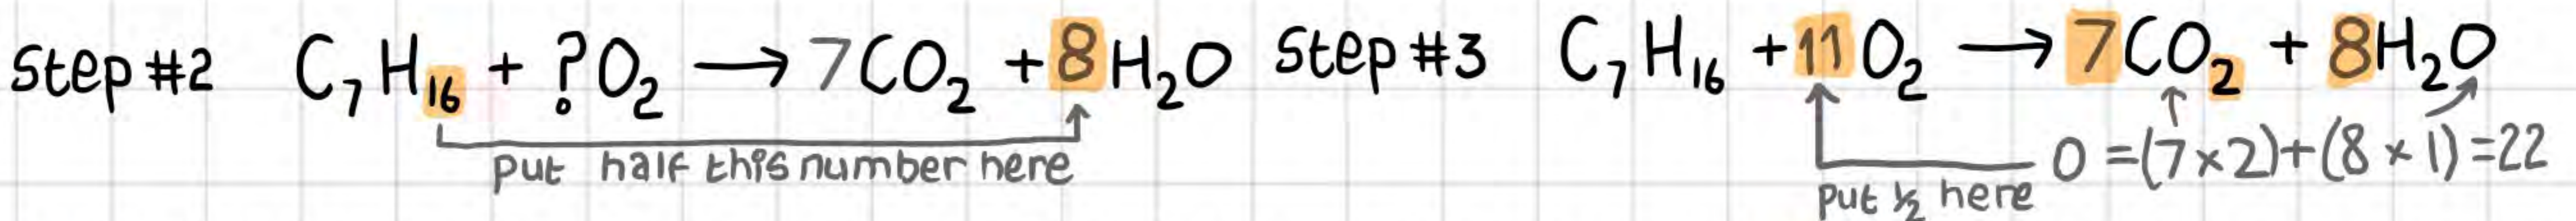 Step #2 C₇H₁₆ + ?O₂ → 7CO₂ + 8H₂O Step #3 C₇H₁₆ + 11O₂ → 7CO₂ + 8H₂O
put half this number here
O = (7 × 2) + (8 × 1) = 22
put ½ here